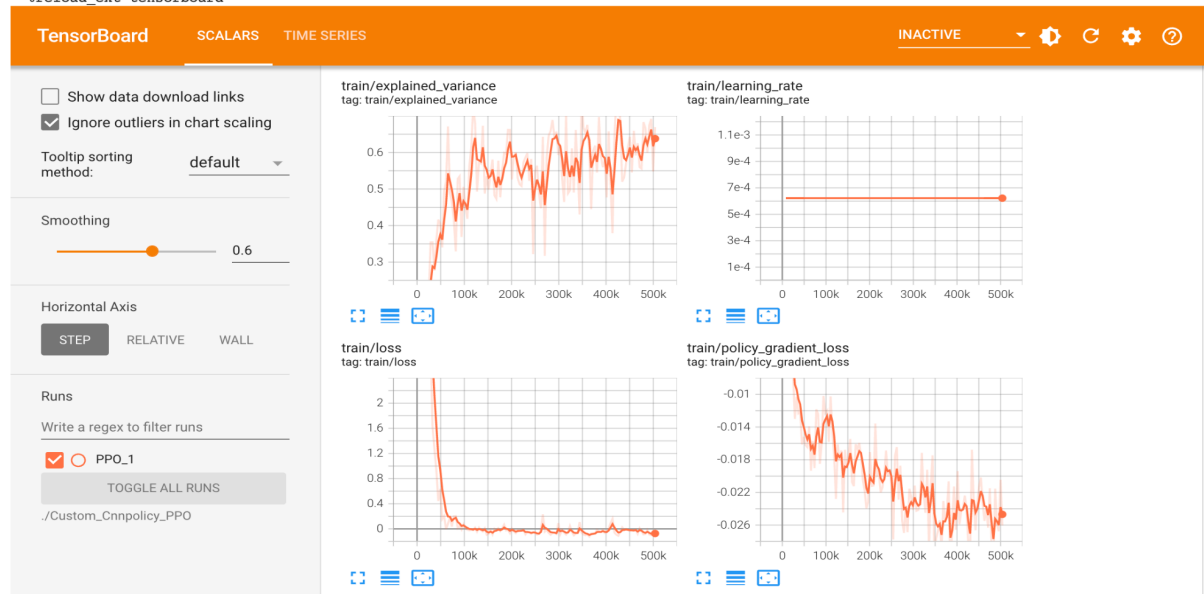 %reload_ext tensorboard
TensorBoard SCALARS TIME SERIES INACTIVE
Show data download links
Ignore outliers in chart scaling
Tooltip sorting method: default
Smoothing
0.6
Horizontal Axis
STEP RELATIVE WALL
Runs
Write a regex to filter runs
PPO_1
TOGGLE ALL RUNS
./Custom_Cnnpolicy_PPO
train/explained_variance
tag: train/explained_variance
0.6
0.5
0.4
0.3
0 100k 200k 300k 400k 500k
train/learning_rate
tag: train/learning_rate
1.1e-3
9e-4
7e-4
5e-4
3e-4
1e-4
0 100k 200k 300k 400k 500k
train/loss
tag: train/loss
2
1.6
1.2
0.8
0.4
0
0 100k 200k 300k 400k 500k
train/policy_gradient_loss
tag: train/policy_gradient_loss
-0.01
-0.014
-0.018
-0.022
-0.026
0 100k 200k 300k 400k 500k